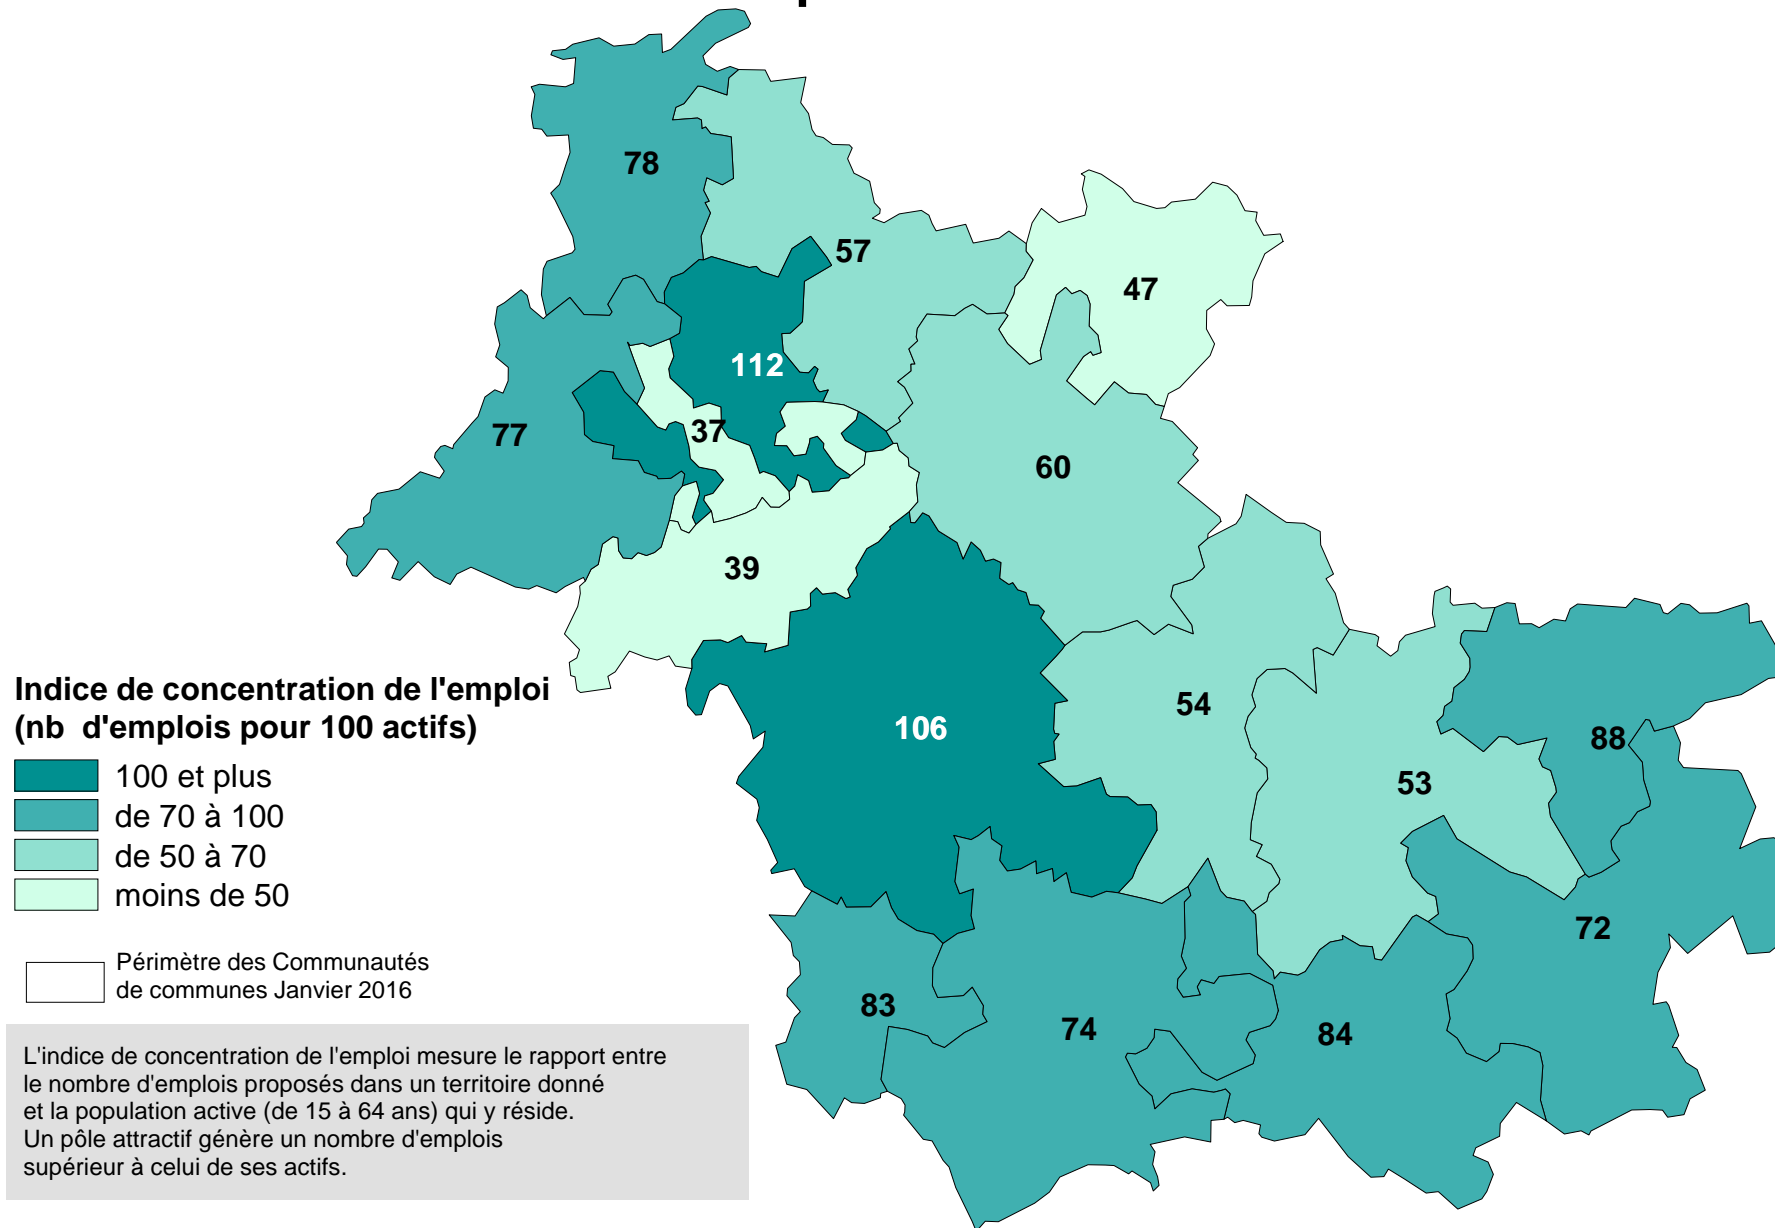 78
57
47
112
77
37
60
39
Indice de concentration de l'emploi
(nb d'emplois pour 100 actifs)
54
106
88
53
100 et plus
de 70 à 100
de 50 à 70
moins de 50
72
Périmètre des Communautés
de communes Janvier 2016
83
74
84
L'indice de concentration de l'emploi mesure le rapport entre
le nombre d'emplois proposés dans un territoire donné
et la population active (de 15 à 64 ans) qui y réside.
Un pôle attractif génère un nombre d'emplois
supérieur à celui de ses actifs.